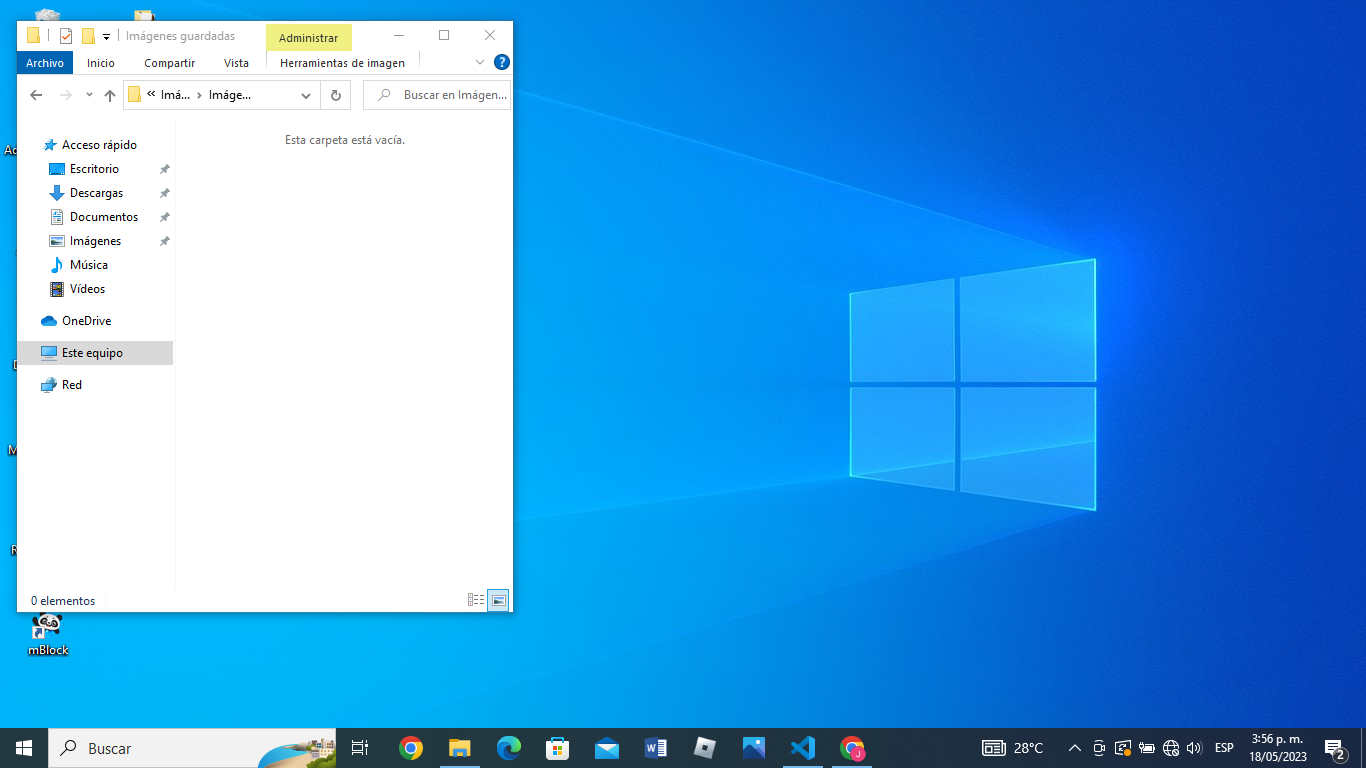 Imágenes guardadas
Administrar
Archivo
Inicio
Compartir
Vista
Herramientas de imagen
Imá...
Image...
Buscar en Imágen...
Acceso rápido
Escritorio
Descargas
Documentos
Imágenes
Música
Vídeos
OneDrive
Este equipo
Red
Esta carpeta está vacía.
0 elementos
mBlock
Buscar
28°C
ESP
3:56 p. m.
18/05/2023
2